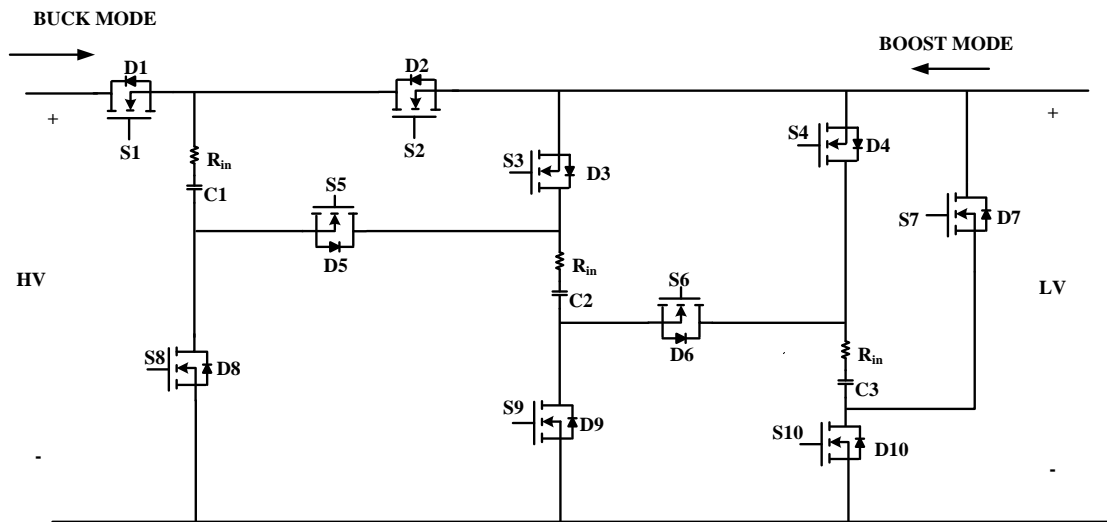 BUCK MODE
BOOST MODE
D1
D2
+
+
S1
S2
S4
D4
Rin
S3
D3
C1
S5
S7
D7
D5
Rin
HV
S6
LV
C2
D6
Rin
S8
D8
C3
S9
D9
S10
D10
-
-